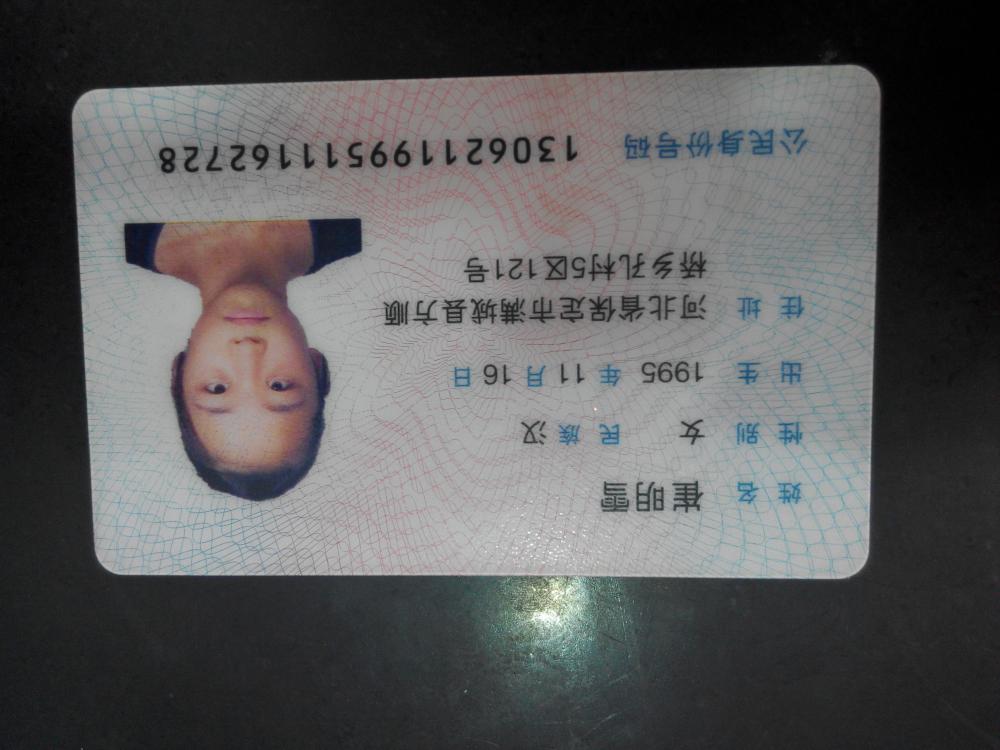 姓名 崔明雪
性别 女 民族 汉
出生 1995 年 11 月 16 日
住址 河北省保定市满城县方顺
桥乡孔村5区121号
公民身份号码 130621199511162728